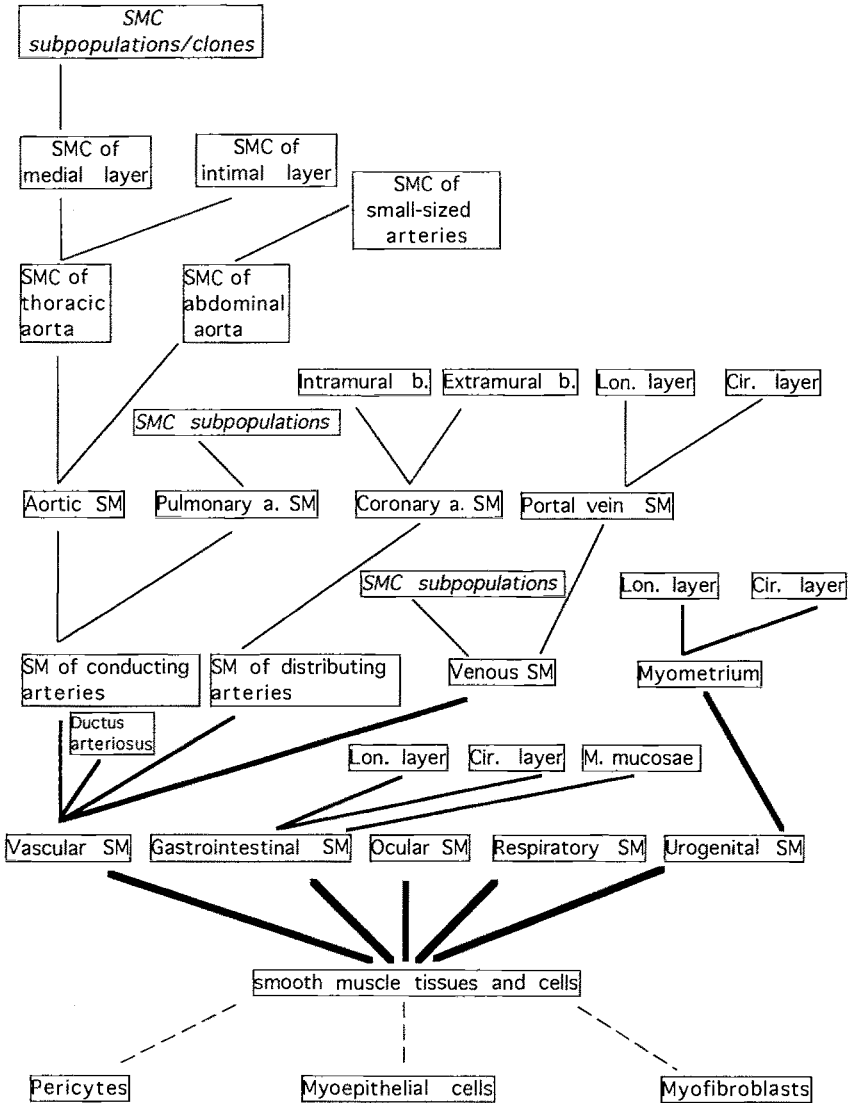 SMC
subpopulations/clones
SMC of
medial layer
SMC of
intimal layer
SMC of
small-sized
arteries
SMC of
thoracic
aorta
SMC of
abdominal
aorta
Intramural b.
Extramural b.
Lon. layer
Cir. layer
SMC subpopulations
Aortic SM
Pulmonary a. SM
Coronary a. SM
Portal vein SM
SMC subpopulations
Lon. layer
Cir. layer
SM of conducting
arteries
SM of distributing
arteries
Venous SM
Myometrium
Ductus
arteriosus
Lon. layer
Cir. layer
M. mucosae
Vascular SM
Gastrointestinal SM
Ocular SM
Respiratory SM
Urogenital SM
smooth muscle tissues and cells
Pericytes
Myoepithelial cells
Myofibroblasts